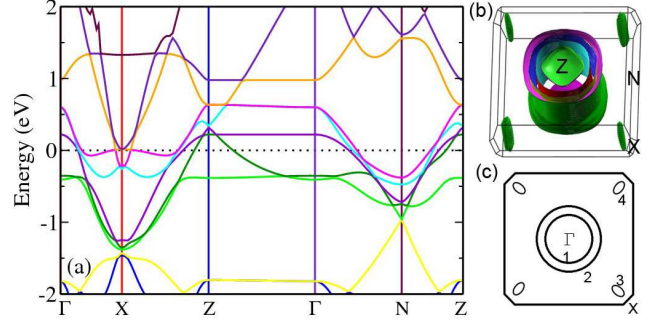 (a)
Energy (eV)
2
1
0
-1
-2
Γ X Z Γ N Z
(b)
Z
N
X
(c)
4
Γ
1
2
3
X